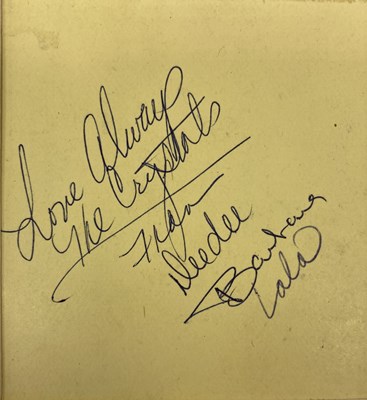 Love Always
The Crystals
Fran
Deedee
Barbara
Lala